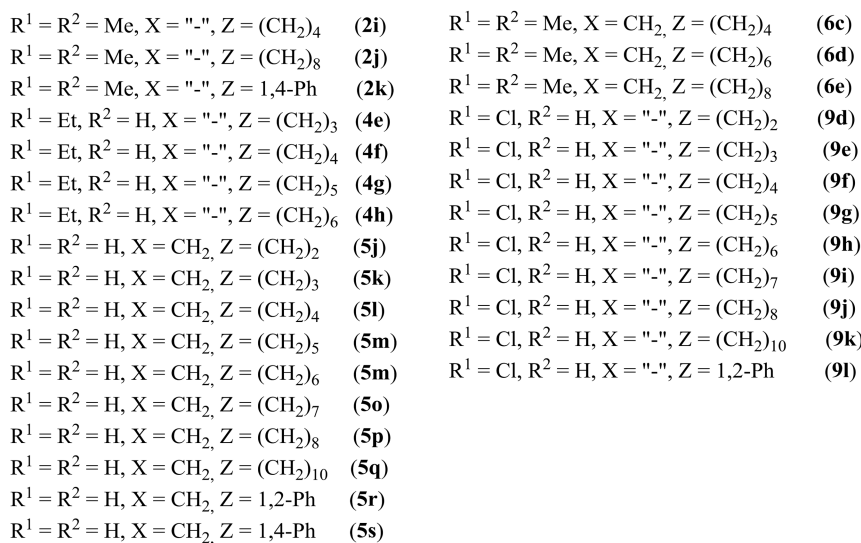 R¹ = R² = Me, X = "-", Z = (CH₂)₄ (2i)
R¹ = R² = Me, X = "-", Z = (CH₂)₈ (2j)
R¹ = R² = Me, X = "-", Z = 1,4-Ph (2k)
R¹ = Et, R² = H, X = "-", Z = (CH₂)₃ (4e)
R¹ = Et, R² = H, X = "-", Z = (CH₂)₄ (4f)
R¹ = Et, R² = H, X = "-", Z = (CH₂)₅ (4g)
R¹ = Et, R² = H, X = "-", Z = (CH₂)₆ (4h)
R¹ = R² = H, X = CH₂, Z = (CH₂)₂ (5j)
R¹ = R² = H, X = CH₂, Z = (CH₂)₃ (5k)
R¹ = R² = H, X = CH₂, Z = (CH₂)₄ (5l)
R¹ = R² = H, X = CH₂, Z = (CH₂)₅ (5m)
R¹ = R² = H, X = CH₂, Z = (CH₂)₆ (5m)
R¹ = R² = H, X = CH₂, Z = (CH₂)₇ (5o)
R¹ = R² = H, X = CH₂, Z = (CH₂)₈ (5p)
R¹ = R² = H, X = CH₂, Z = (CH₂)₁₀ (5q)
R¹ = R² = H, X = CH₂, Z = 1,2-Ph (5r)
R¹ = R² = H, X = CH₂, Z = 1,4-Ph (5s)
R¹ = R² = Me, X = CH₂, Z = (CH₂)₄ (6c)
R¹ = R² = Me, X = CH₂, Z = (CH₂)₆ (6d)
R¹ = R² = Me, X = CH₂, Z = (CH₂)₈ (6e)
R¹ = Cl, R² = H, X = "-", Z = (CH₂)₂ (9d)
R¹ = Cl, R² = H, X = "-", Z = (CH₂)₃ (9e)
R¹ = Cl, R² = H, X = "-", Z = (CH₂)₄ (9f)
R¹ = Cl, R² = H, X = "-", Z = (CH₂)₅ (9g)
R¹ = Cl, R² = H, X = "-", Z = (CH₂)₆ (9h)
R¹ = Cl, R² = H, X = "-", Z = (CH₂)₇ (9i)
R¹ = Cl, R² = H, X = "-", Z = (CH₂)₈ (9j)
R¹ = Cl, R² = H, X = "-", Z = (CH₂)₁₀ (9k)
R¹ = Cl, R² = H, X = "-", Z = 1,2-Ph (9l)